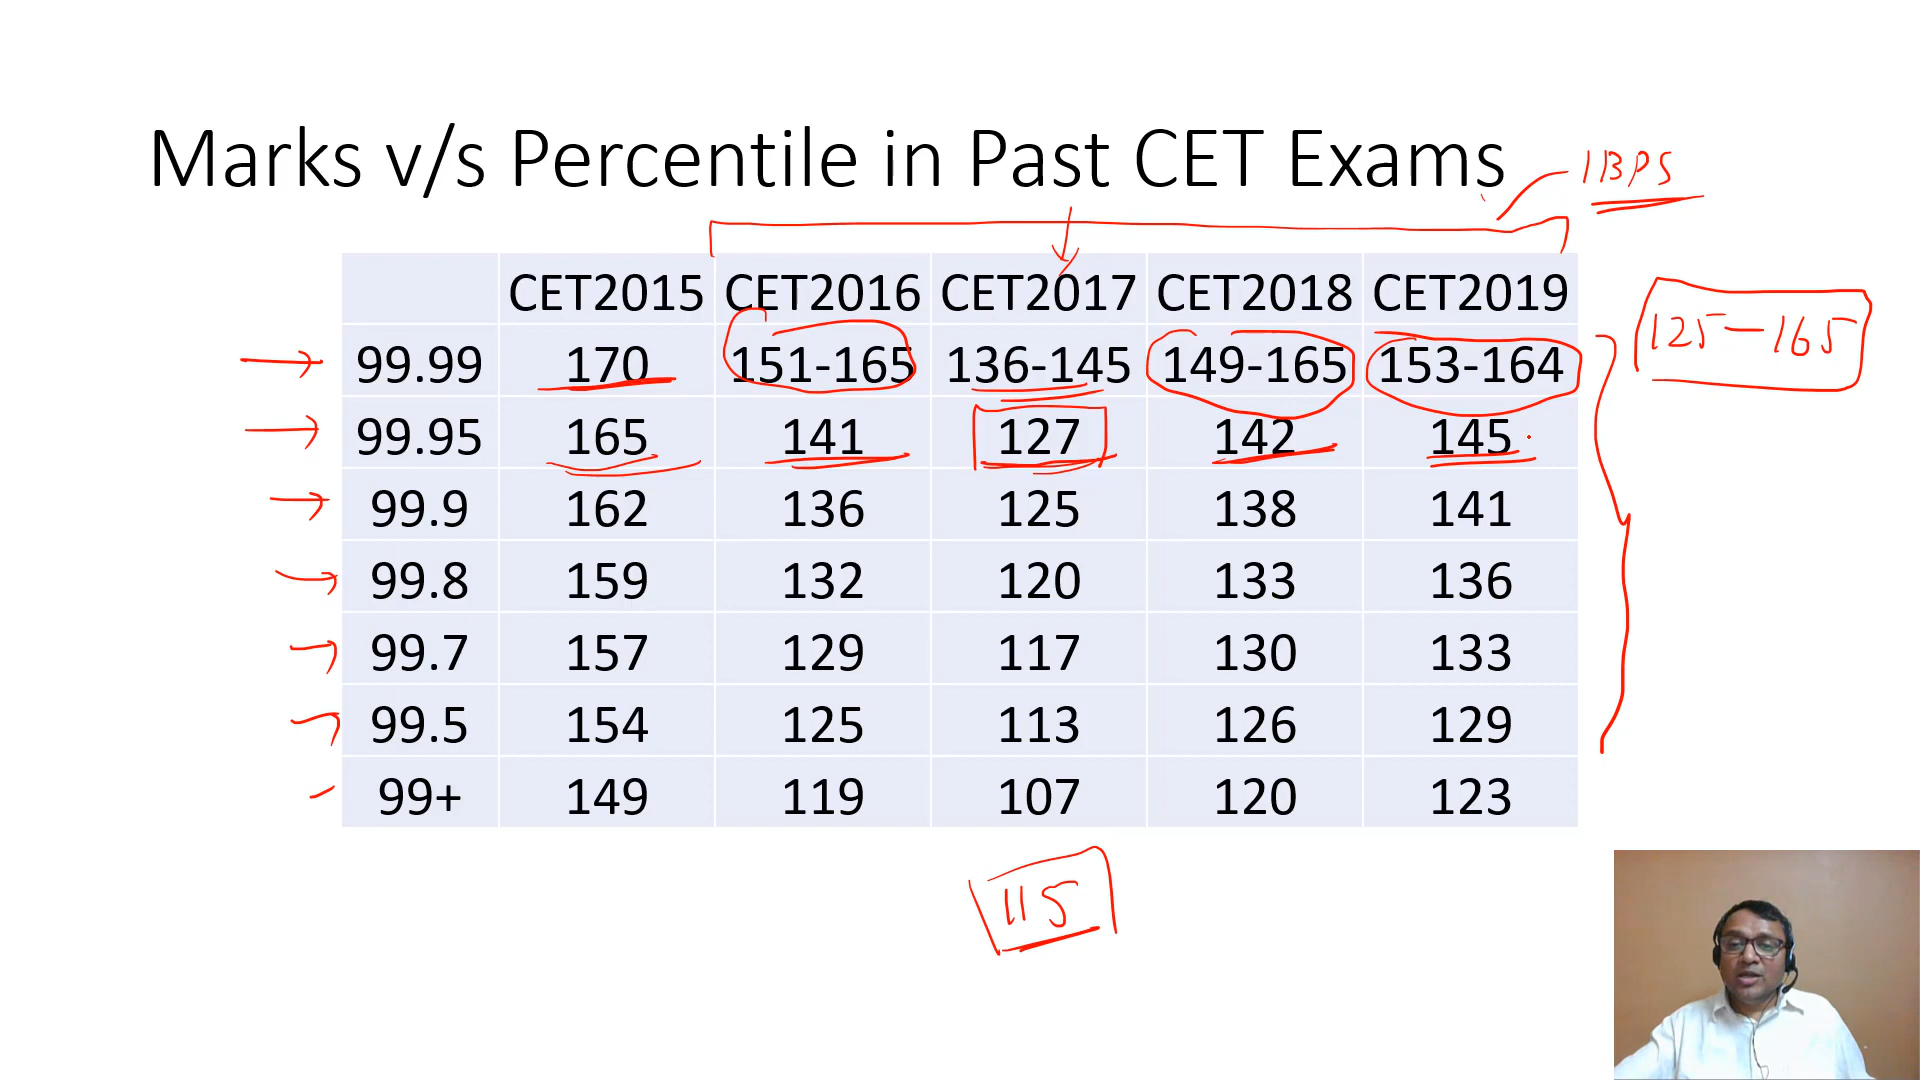 Marks v/s Percentile in Past CET Exams
IBPS
CET2015 CET2016 CET2017 CET2018 CET2019
125-165
99.99 170 151-165 136-145 149-165 153-164
99.95 165 141 127 142 145
99.9 162 136 125 138 141
99.8 159 132 120 133 136
99.7 157 129 117 130 133
99.5 154 125 113 126 129
99+ 149 119 107 120 123
115